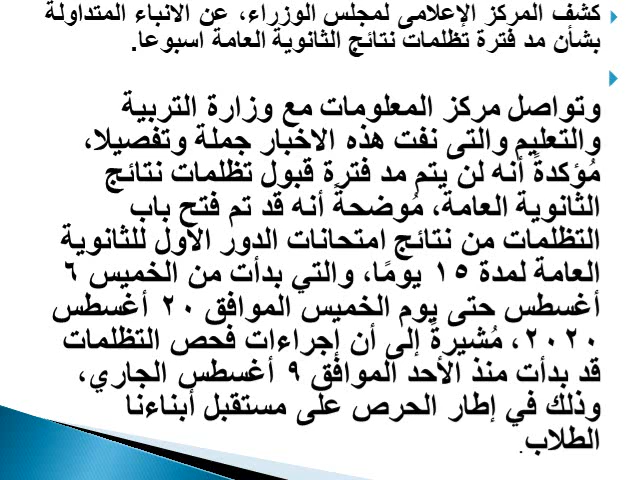 كشف المركز الإعلامى لمجلس الوزراء، عن الانباء المتداولة
بشأن مد فترة تظلمات نتائج الثانوية العامة اسبوعا.
وتواصل مركز المعلومات مع وزارة التربية
والتعليم والتى نفت هذه الاخبار جملة وتفصيلا،
مُؤكدةً أنه لن يتم مد فترة قبول تظلمات نتائج
الثانوية العامة، مُوضحةً أنه قد تم فتح باب
التظلمات من نتائج امتحانات الدور الأول للثانوية
العامة لمدة ١٥ يومًا، والتي بدأت من الخميس ٦
أغسطس حتى يوم الخميس الموافق ٢٠ أغسطس
٢٠٢٠، مُشيرةً إلى أن إجراءات فحص التظلمات
قد بدأت منذ الأحد الموافق ٩ أغسطس الجاري،
وذلك في إطار الحرص على مستقبل أبناءنا
الطلاب.